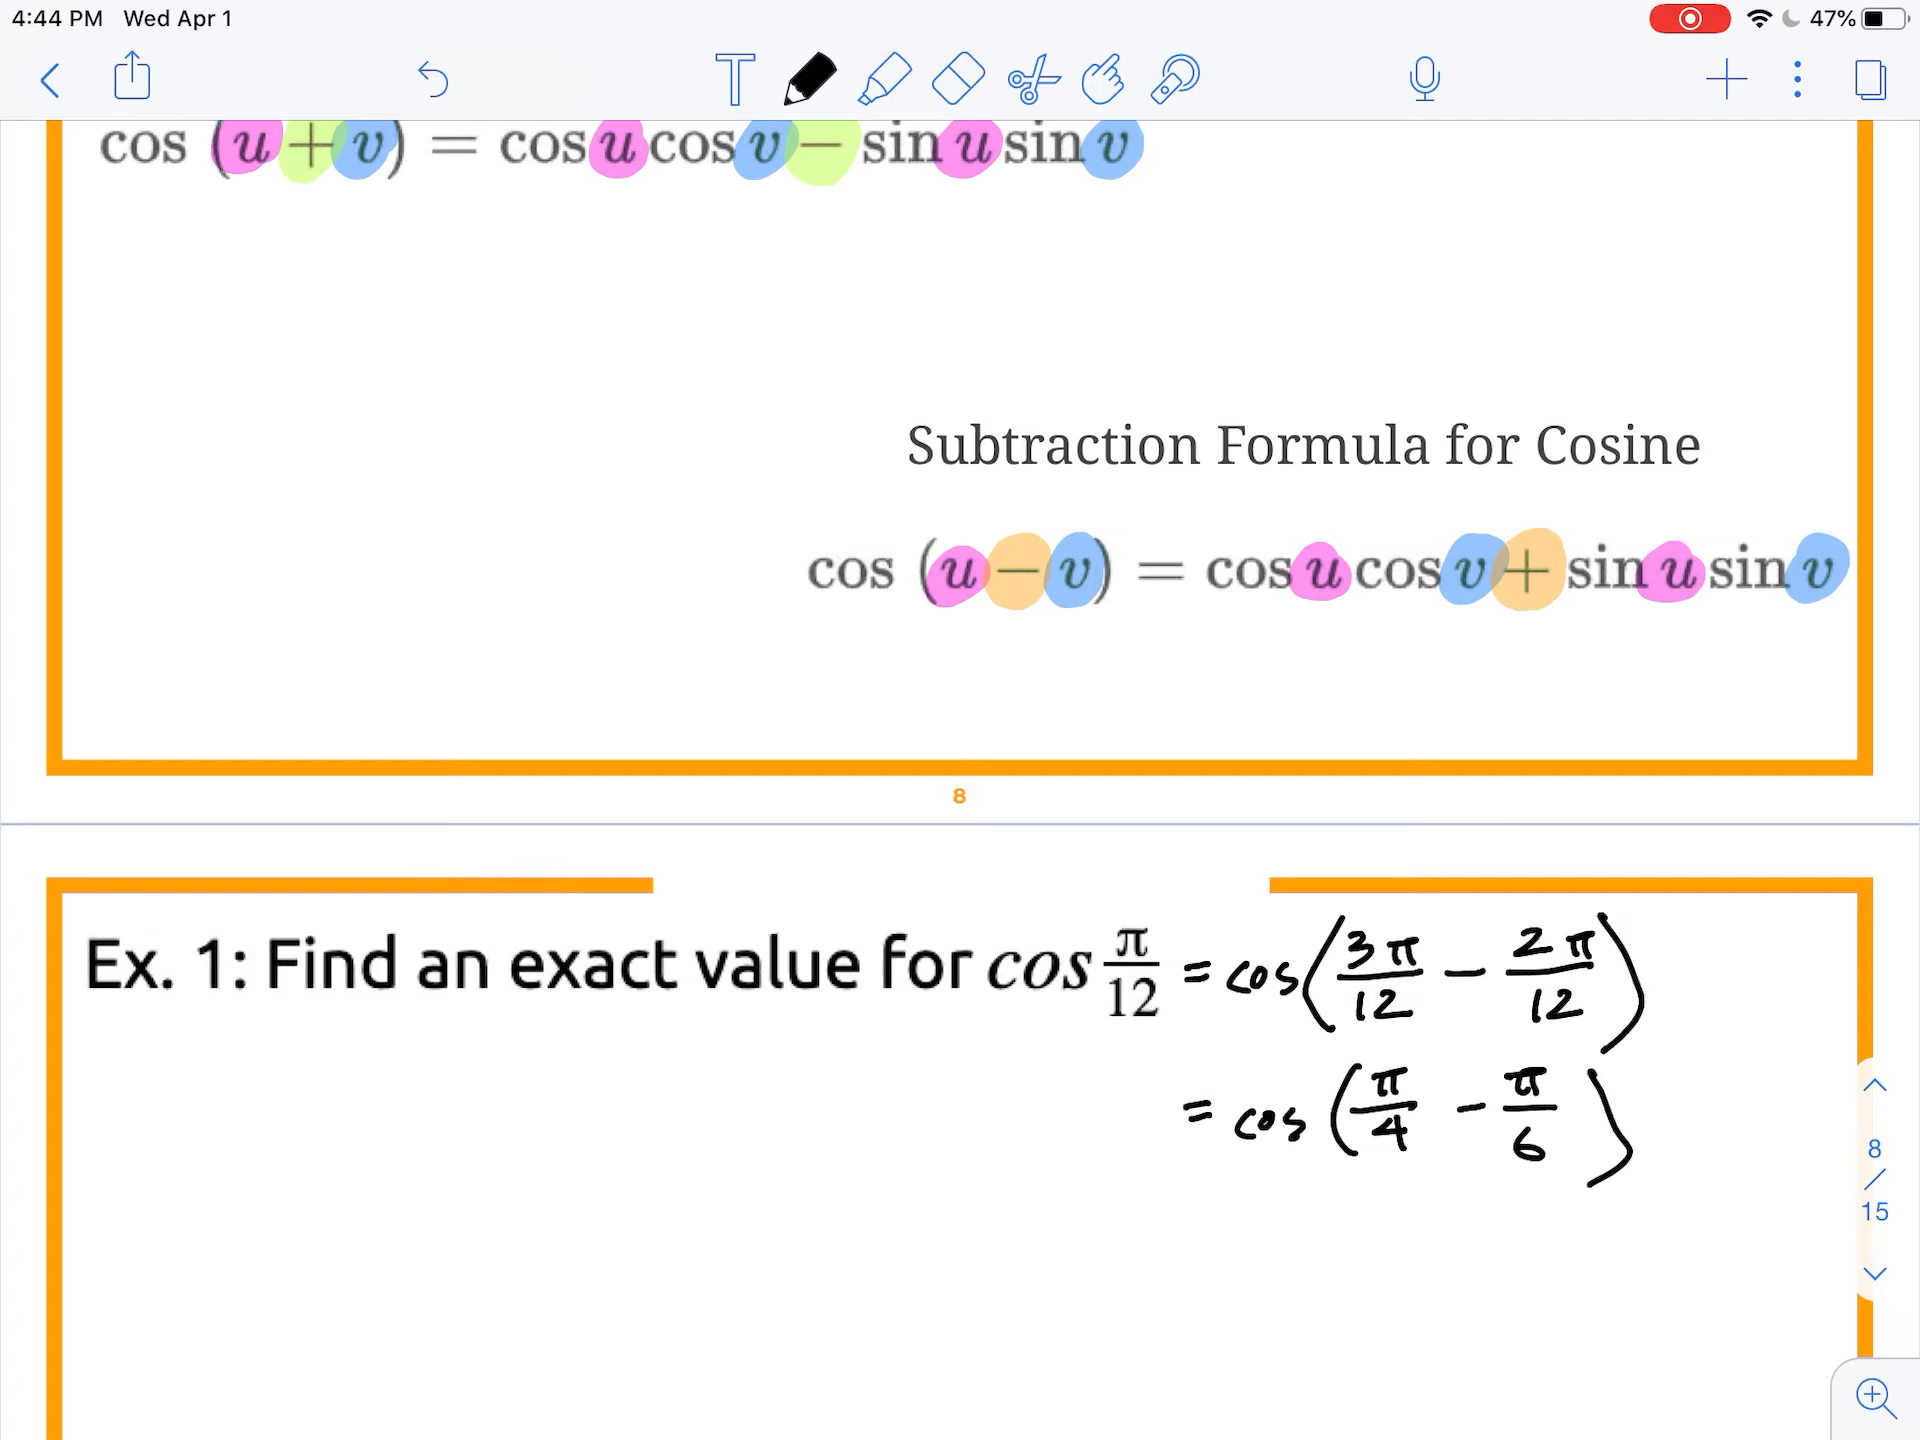 4:44 PM Wed Apr 1 47%
T
cos (u + v) = cos u cos v − sin u sin v
Subtraction Formula for Cosine
cos (u − v) = cos u cos v + sin u sin v
8
Ex. 1: Find an exact value for cos π/12 = cos(3π/12 − 2π/12)
= cos(π/4 − π/6)
8
/
15